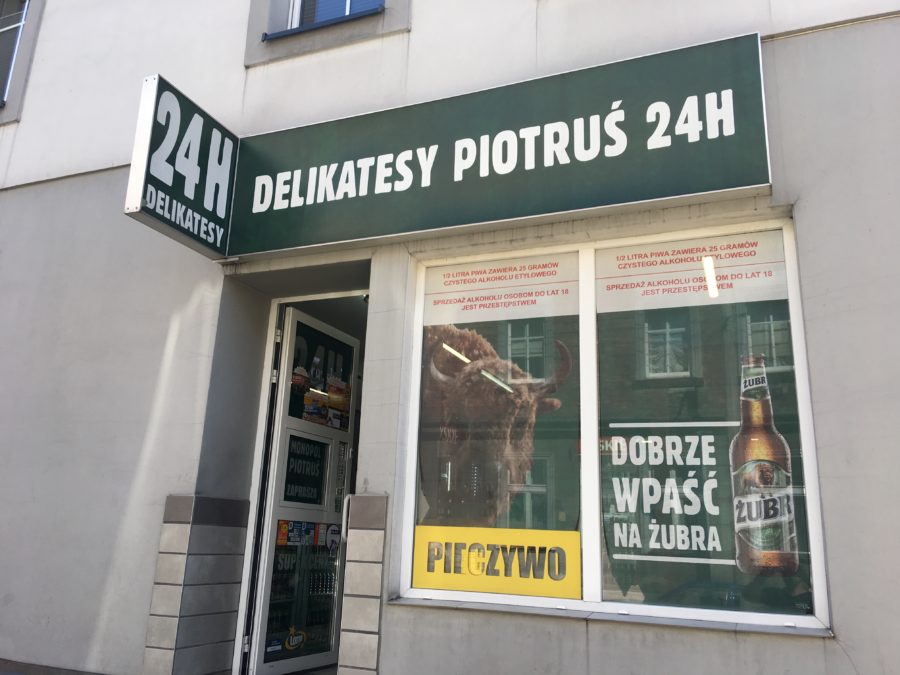 24H
DELIKATESY
DELIKATESY PIOTRUŚ 24H
1/2 LITRA PIWA ZAWIERA 25 GRAMÓW
CZYSTEGO ALKOHOLU ETYLOWEGO
SPRZEDAŻ ALKOHOLU OSOBOM DO LAT 18
JEST PRZESTĘPSTWEM
1/2 LITRA PIWA ZAWIERA 25 GRAMÓW
CZYSTEGO ALKOHOLU ETYLOWEGO
SPRZEDAŻ ALKOHOLU OSOBOM DO LAT 18
JEST PRZESTĘPSTWEM
24H
MONOPOL
PIOTRUŚ
ZAPRASZA
PIECZYWO
DOBRZE
WPAŚĆ
NA ŻUBRA
ŻUBR
ŻUBR